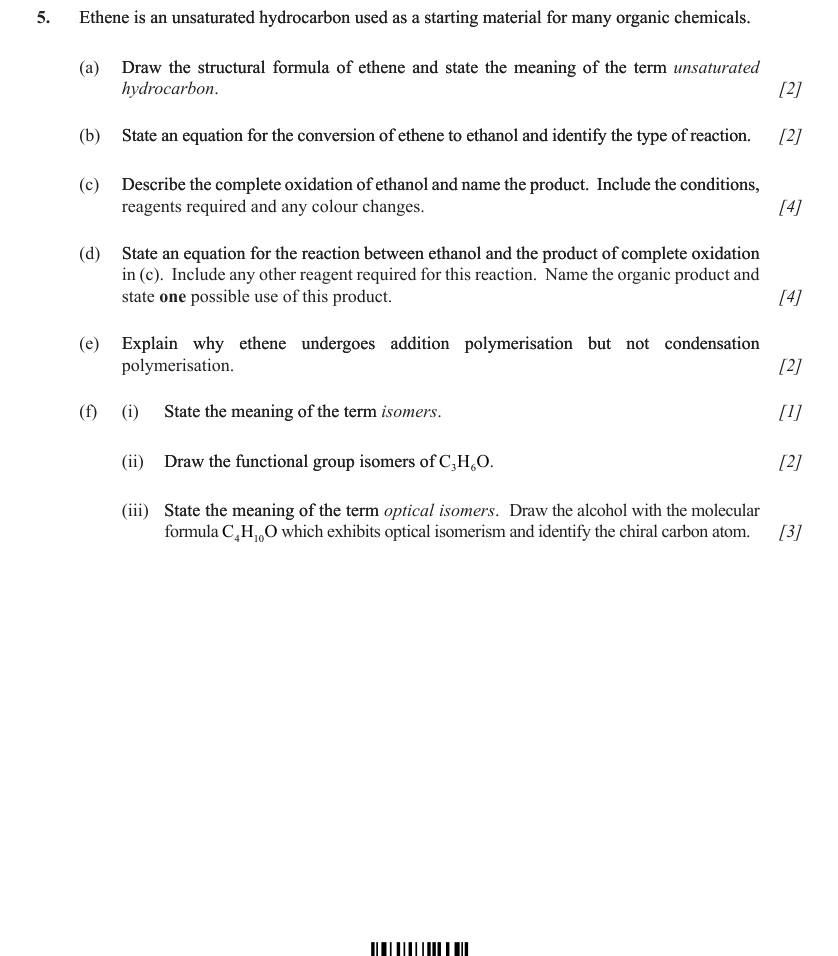 5. Ethene is an unsaturated hydrocarbon used as a starting material for many organic chemicals.
(a) Draw the structural formula of ethene and state the meaning of the term unsaturated
hydrocarbon. [2]
(b) State an equation for the conversion of ethene to ethanol and identify the type of reaction. [2]
(c) Describe the complete oxidation of ethanol and name the product. Include the conditions,
reagents required and any colour changes. [4]
(d) State an equation for the reaction between ethanol and the product of complete oxidation
in (c). Include any other reagent required for this reaction. Name the organic product and
state one possible use of this product. [4]
(e) Explain why ethene undergoes addition polymerisation but not condensation
polymerisation. [2]
(f) (i) State the meaning of the term isomers. [1]
(ii) Draw the functional group isomers of C₃H₆O. [2]
(iii) State the meaning of the term optical isomers. Draw the alcohol with the molecular
formula C₄H₁₀O which exhibits optical isomerism and identify the chiral carbon atom. [3]